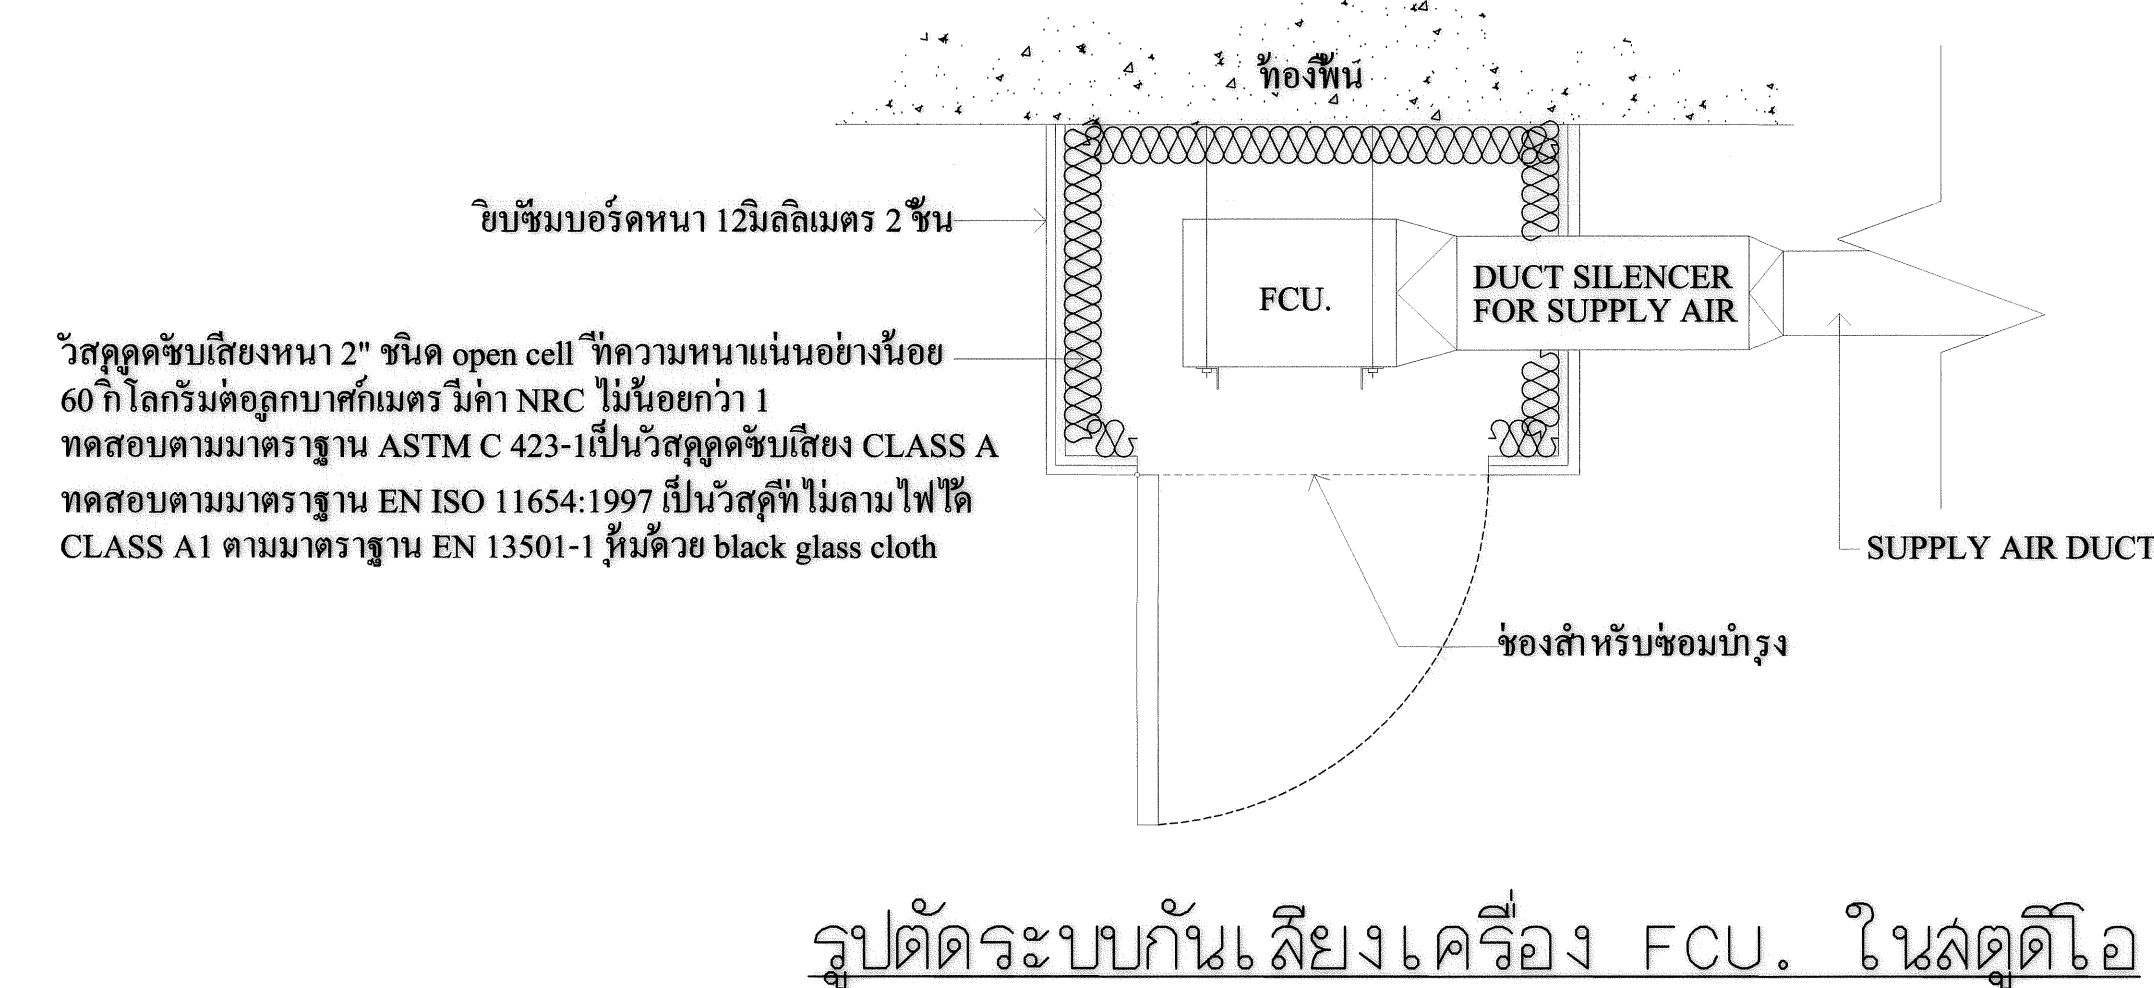 ท้องพื้น
ยิบซั่มบอร์ดหนา 12มิลลิเมตร 2 ชั้น
FCU.
DUCT SILENCER
FOR SUPPLY AIR
วัสดุดูดซับเสียงหนา 2" ชนิด open cell ที่ความหนาแน่นอย่างน้อย
60 กิโลกรัมต่อลูกบาศก์เมตร มีค่า NRC ไม่น้อยกว่า 1
ทดสอบตามมาตราฐาน ASTM C 423-1เป็นวัสดุดูดซับเสียง CLASS A
ทดสอบตามมาตราฐาน EN ISO 11654:1997 เป็นวัสดุที่ไม่ลามไฟได้
CLASS A1 ตามมาตราฐาน EN 13501-1 หุ้มด้วย black glass cloth
SUPPLY AIR DUCT
ช่องสำหรับซ่อมบำรุง
รูปตัดระบบกันเสียงเครื่อง FCU. ในสตูดิโอ